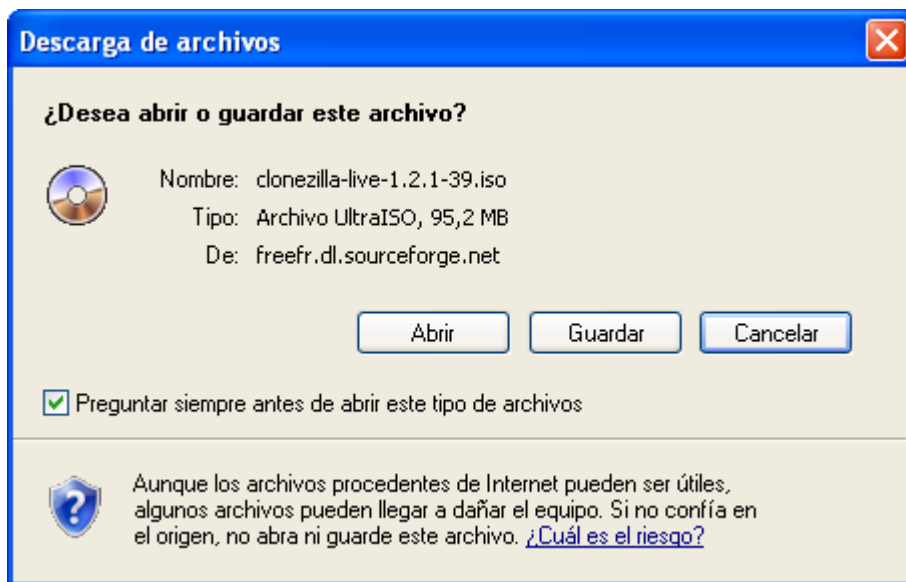 Descarga de archivos
¿Desea abrir o guardar este archivo?
Nombre: clonezilla-live-1.2.1-39.iso
Tipo: Archivo UltraISO, 95,2 MB
De: freefr.dl.sourceforge.net
Abrir Guardar Cancelar
Preguntar siempre antes de abrir este tipo de archivos
Aunque los archivos procedentes de Internet pueden ser útiles,
algunos archivos pueden llegar a dañar el equipo. Si no confía en
el origen, no abra ni guarde este archivo. ¿Cuál es el riesgo?